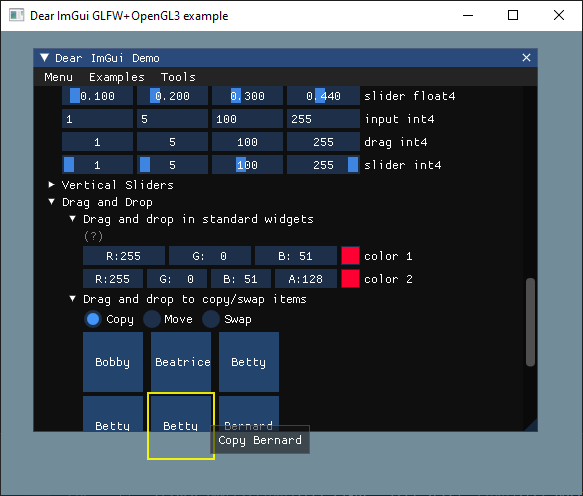 Dear ImGui GLFW+OpenGL3 example
Dear ImGui Demo
Menu Examples Tools
0.100 0.200 0.300 0.440 slider float4
1 5 100 255 input int4
1 5 100 255 drag int4
1 5 100 255 slider int4
Vertical Sliders
Drag and Drop
Drag and drop in standard widgets
(?)
R:255 G: 0 B: 51 color 1
R:255 G: 0 B: 51 A:128 color 2
Drag and drop to copy/swap items
Copy Move Swap
Bobby Beatrice Betty
Betty Betty Bernard
Copy Bernard